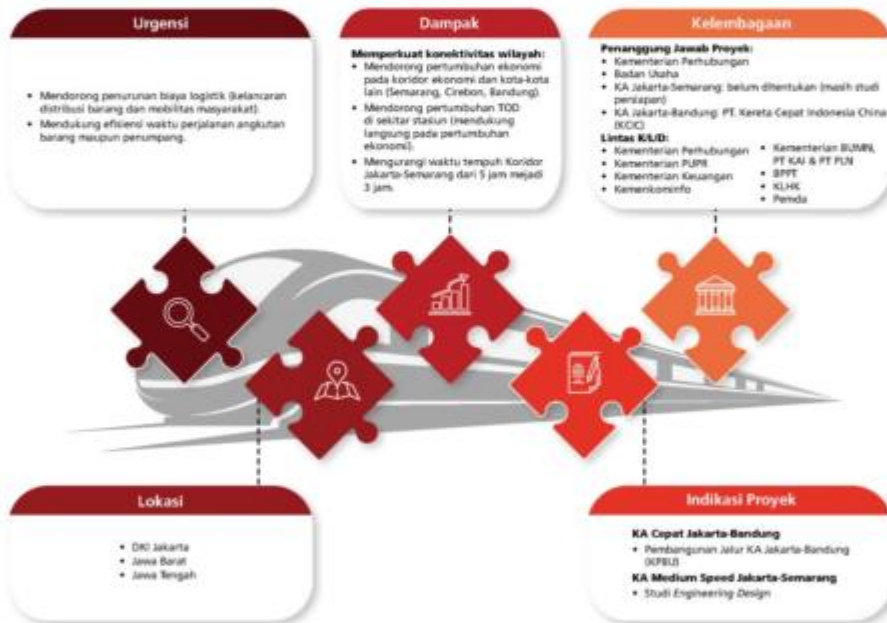 Urgensi
• Mendorong penurunan biaya logistik (kelancaran
distribusi barang dan mobilitas masyarakat).
• Mendukung efisiensi waktu perjalanan angkutan
barang maupun penumpang.
Dampak
Memperkuat konektivitas wilayah:
• Mendorong pertumbuhan ekonomi
pada koridor ekonomi dan kota-kota
lain (Semarang, Cirebon, Bandung).
• Mendorong pertumbuhan TOD
di sekitar stasiun (mendukung
langsung pada pertumbuhan
ekonomi).
• Mengurangi waktu tempuh Koridor
Jakarta-Semarang dari 5 jam mejadi
3 jam.
Kelembagaan
Penanggung Jawab Proyek:
• Kementerian Perhubungan
• Badan Usaha
• KA Jakarta-Semarang: belum ditentukan (masih studi
persiapan)
• KA Jakarta-Bandung: PT. Kereta Cepat Indonesia China
(KCIC)
Lintas K/L/D:
• Kementerian Perhubungan
• Kementerian PUPR
• Kementerian Keuangan
• Kemenkominfo
• Kementerian BUMN,
PT KAI & PT PLN
• BPPT
• KLHK
• Pemda
Lokasi
• DKI Jakarta
• Jawa Barat
• Jawa Tengah
Indikasi Proyek
KA Cepat Jakarta-Bandung
• Pembangunan Jalur KA Jakarta-Bandung
(KPBU)
KA Medium Speed Jakarta-Semarang
• Studi Engineering Design